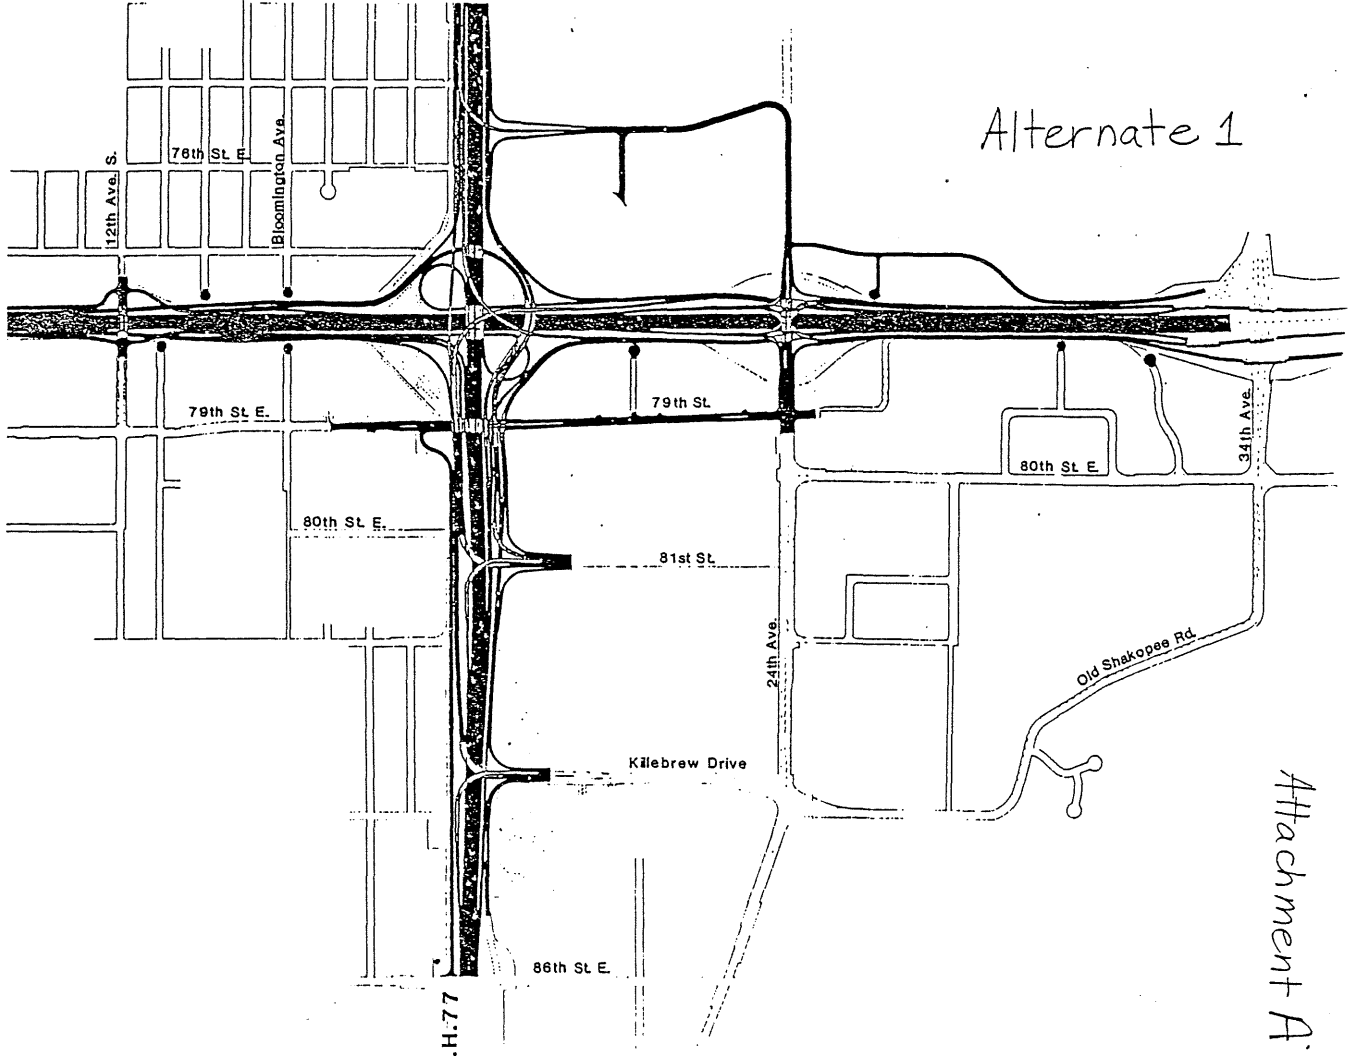 Alternate 1
76th St. E.
Bloomington Ave.
12th Ave. S.
79th St. E.
79th St.
34th Ave.
80th St. E.
80th St. E.
81st St.
24th Ave.
Old Shakopee Rd.
Killebrew Drive
Attachment A
86th St. E.
.H.77